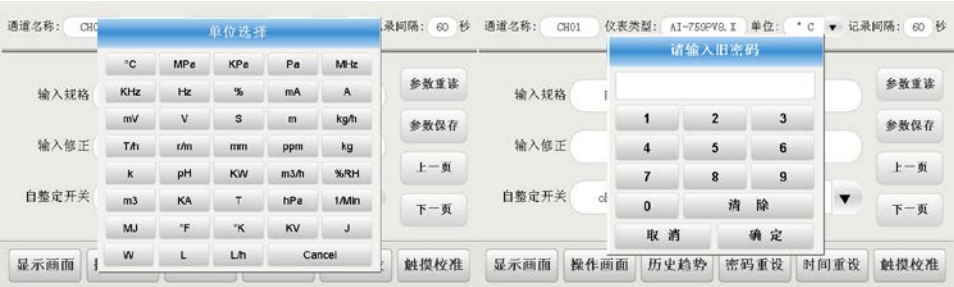 通道名称: CH0
单位选择
记录间隔: 60 秒
℃ MPa KPa Pa MHz
KHz Hz % mA A
mV V S m kg/h
T/h r/m mm ppm kg
k pH KW m3/h %RH
m3 KA T hPa 1/Min
MJ °F °K KV J
W L L/h Cancel
输入规格
输入修正
自整定开关
参数重读
参数保存
上一页
下一页
显示画面
触摸校准
通道名称: CH01 仪表类型: AI-759PV8.X 单位: °C ▼ 记录间隔: 60 秒
请输入旧密码
1 2 3
4 5 6
7 8 9
0 清 除
取 消 确 定
输入规格
输入修正
自整定开关
▼
参数重读
参数保存
上一页
下一页
显示画面 操作画面 历史趋势 密码重设 时间重设 触摸校准